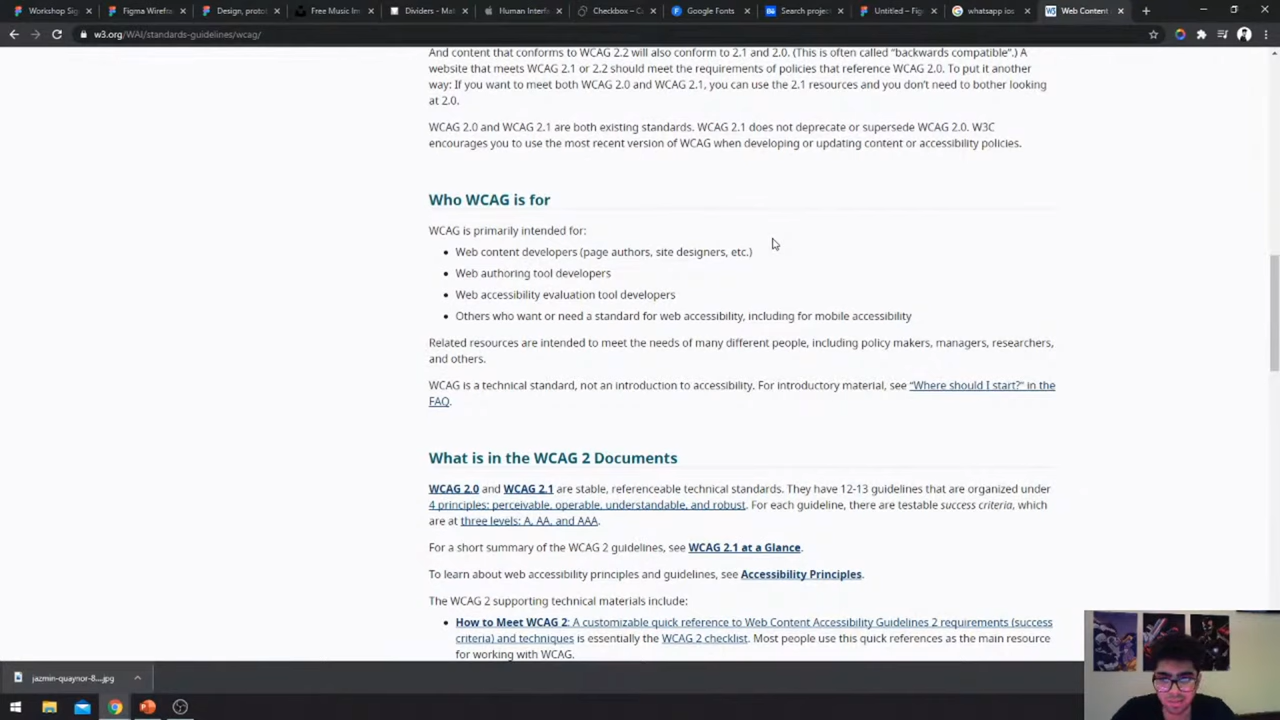 Workshop Sig
Figma Wirefra
Design, protot
Free Music Im
Dividers – Mat
Human Interf
Checkbox – C
Google Fonts
Search project
Untitled – Fig
whatsapp ios
Web Content
w3.org/WAI/standards-guidelines/wcag/
And content that conforms to WCAG 2.2 will also conform to 2.1 and 2.0. (This is often called “backwards compatible”.) A
website that meets WCAG 2.1 or 2.2 should meet the requirements of policies that reference WCAG 2.0. To put it another
way: If you want to meet both WCAG 2.0 and WCAG 2.1, you can use the 2.1 resources and you don’t need to bother looking
at 2.0.
WCAG 2.0 and WCAG 2.1 are both existing standards. WCAG 2.1 does not deprecate or supersede WCAG 2.0. W3C
encourages you to use the most recent version of WCAG when developing or updating content or accessibility policies.
Who WCAG is for
WCAG is primarily intended for:
Web content developers (page authors, site designers, etc.)
Web authoring tool developers
Web accessibility evaluation tool developers
Others who want or need a standard for web accessibility, including for mobile accessibility
Related resources are intended to meet the needs of many different people, including policy makers, managers, researchers,
and others.
WCAG is a technical standard, not an introduction to accessibility. For introductory material, see “Where should I start?” in the
FAQ.
What is in the WCAG 2 Documents
WCAG 2.0 and WCAG 2.1 are stable, referenceable technical standards. They have 12-13 guidelines that are organized under
4 principles: perceivable, operable, understandable, and robust. For each guideline, there are testable success criteria, which
are at three levels: A, AA, and AAA.
For a short summary of the WCAG 2 guidelines, see WCAG 2.1 at a Glance.
To learn about web accessibility principles and guidelines, see Accessibility Principles.
The WCAG 2 supporting technical materials include:
How to Meet WCAG 2: A customizable quick reference to Web Content Accessibility Guidelines 2 requirements (success
criteria) and techniques is essentially the WCAG 2 checklist. Most people use this quick references as the main resource
for working with WCAG.
jazmin-quaynor-8....jpg